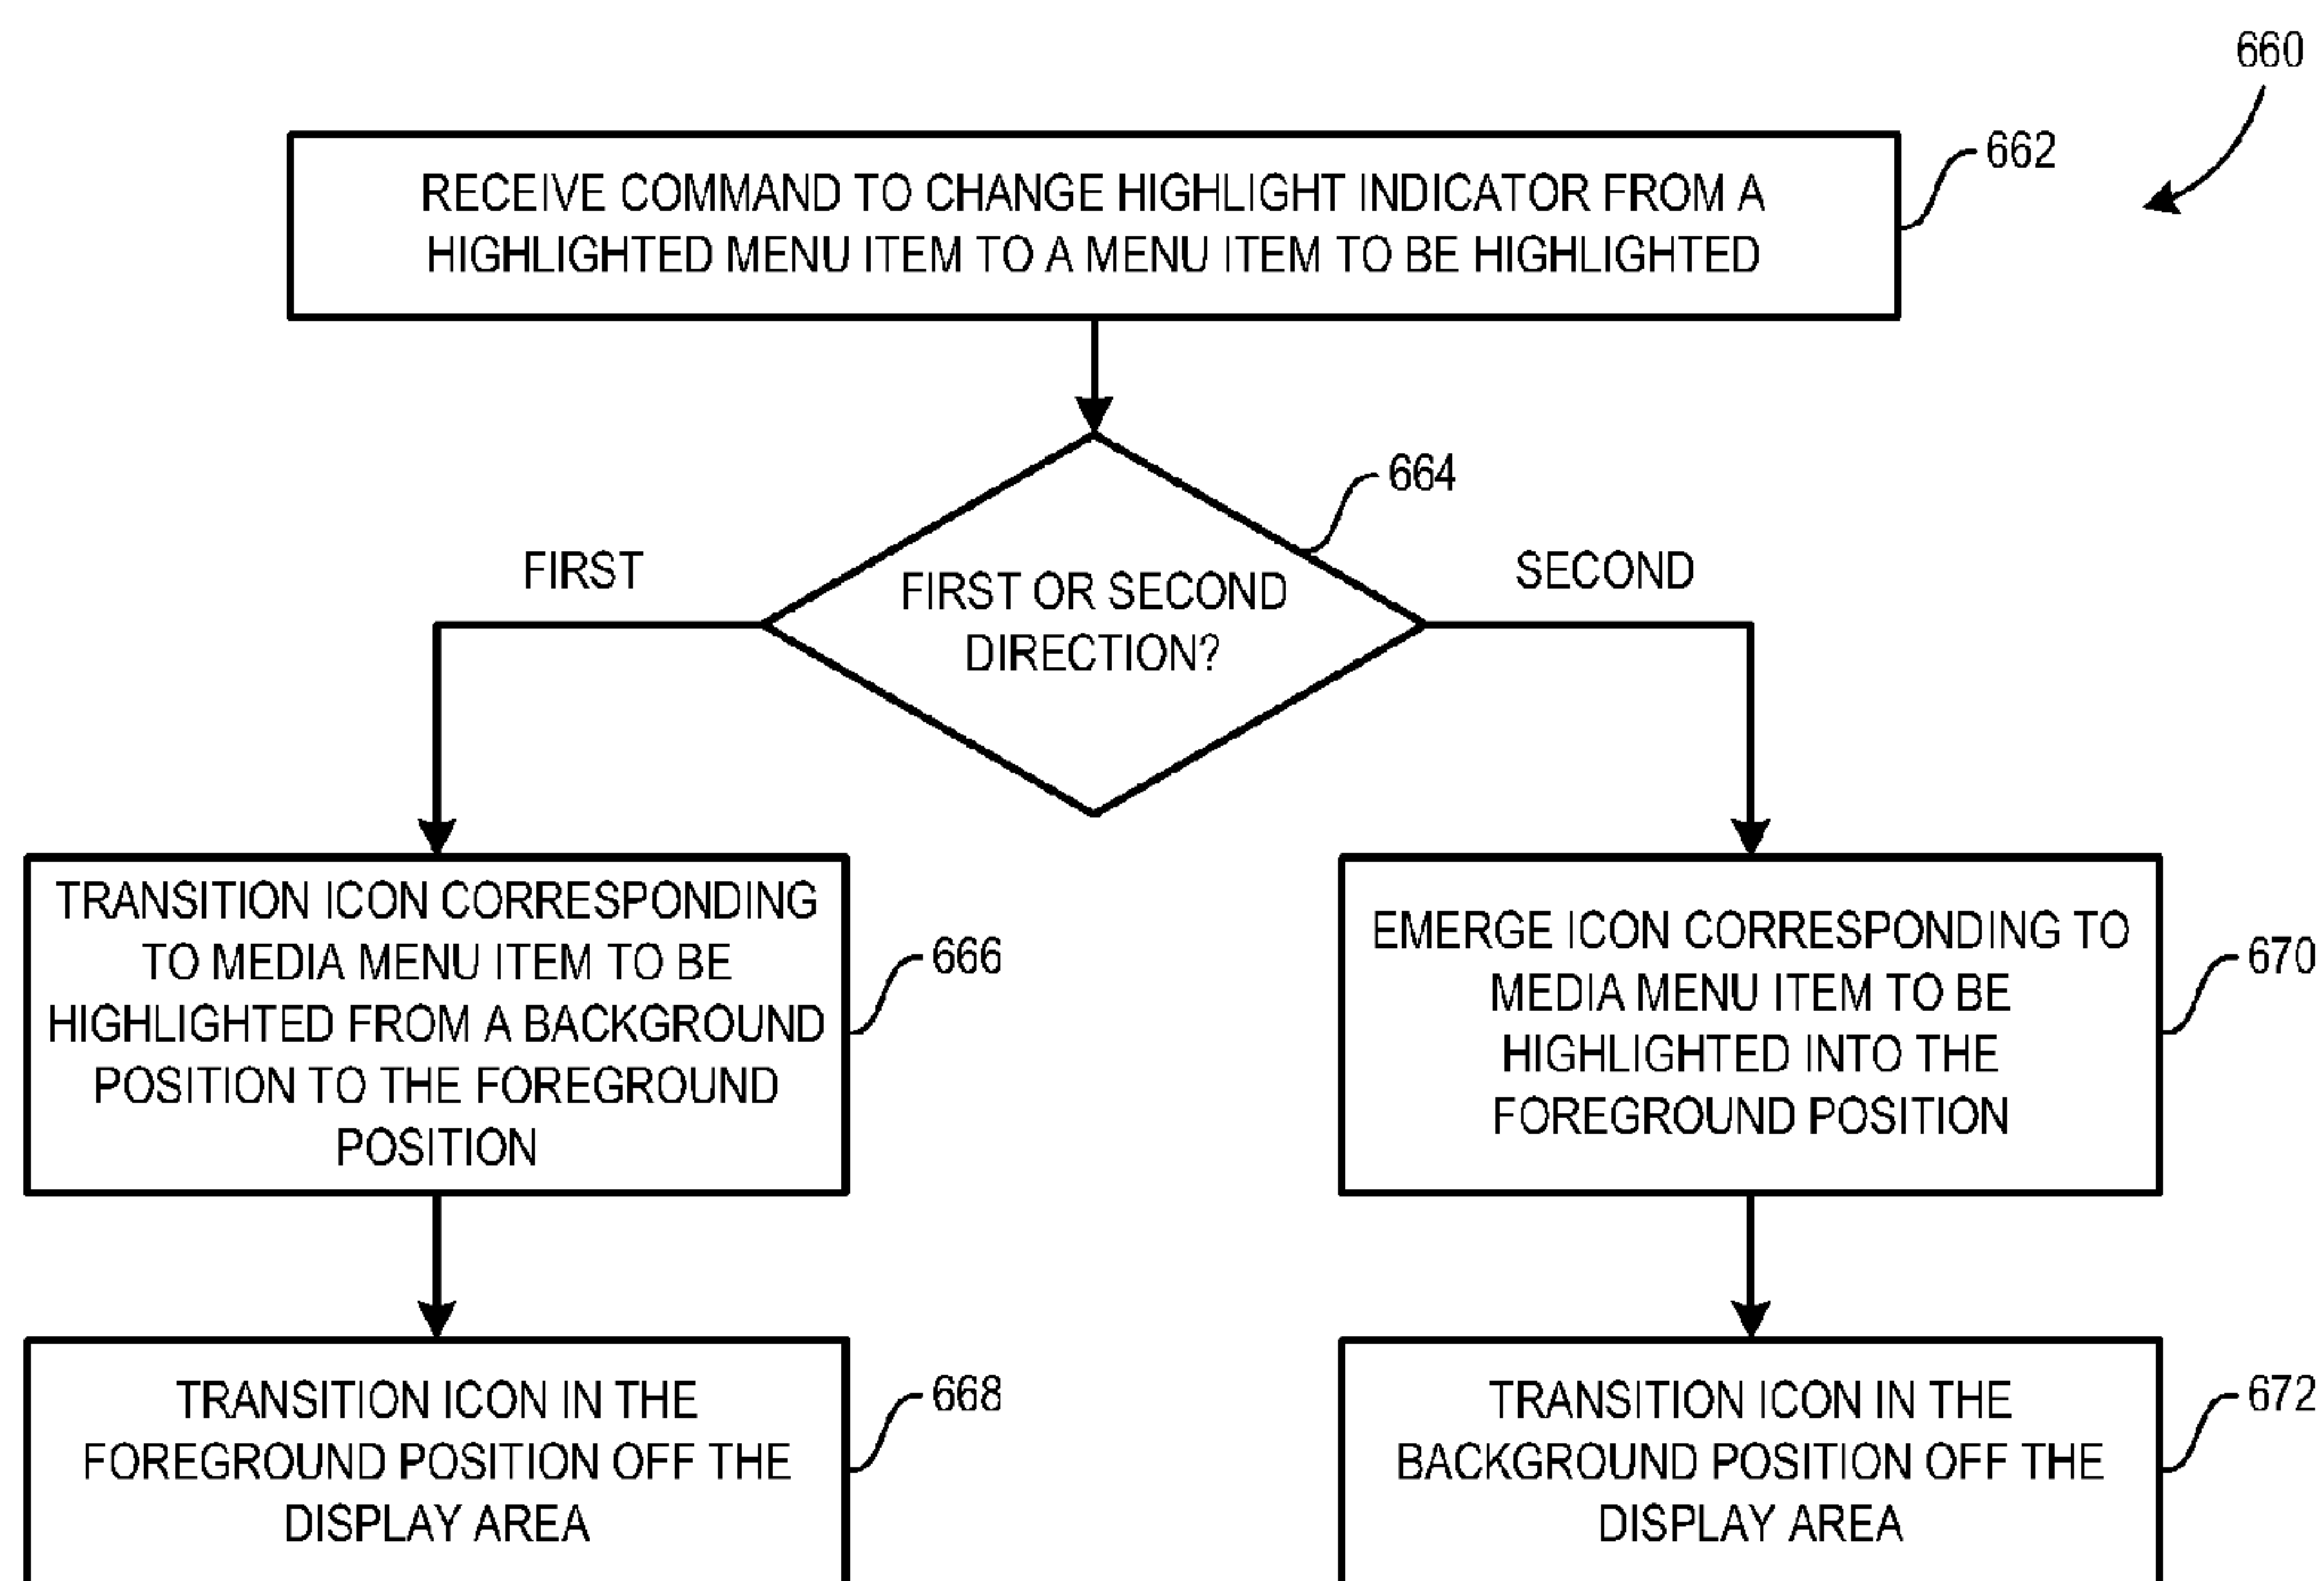 660
RECEIVE COMMAND TO CHANGE HIGHLIGHT INDICATOR FROM A
HIGHLIGHTED MENU ITEM TO A MENU ITEM TO BE HIGHLIGHTED
662
664
FIRST OR SECOND
DIRECTION?
FIRST
SECOND
TRANSITION ICON CORRESPONDING
TO MEDIA MENU ITEM TO BE
HIGHLIGHTED FROM A BACKGROUND
POSITION TO THE FOREGROUND
POSITION
666
EMERGE ICON CORRESPONDING TO
MEDIA MENU ITEM TO BE
HIGHLIGHTED INTO THE
FOREGROUND POSITION
670
TRANSITION ICON IN THE
FOREGROUND POSITION OFF THE
DISPLAY AREA
668
TRANSITION ICON IN THE
BACKGROUND POSITION OFF THE
DISPLAY AREA
672